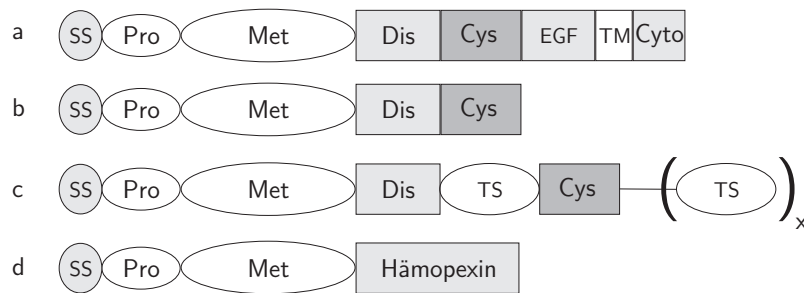 a SS Pro Met Dis Cys EGF TM Cyto
b SS Pro Met Dis Cys
c SS Pro Met Dis TS Cys ( TS )x
d SS Pro Met Hämopexin